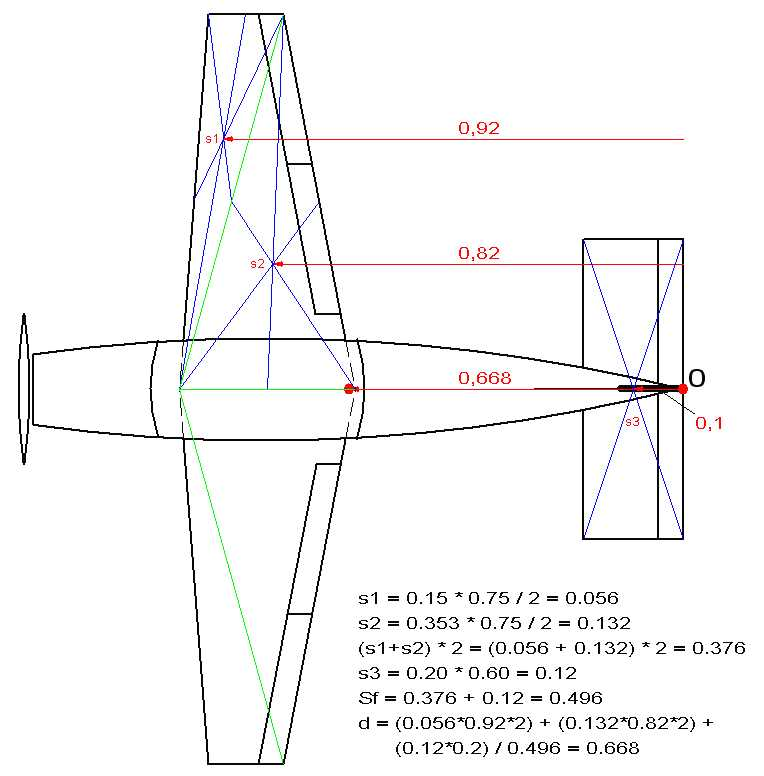 0,92
s1
0,82
s2
0,668
O
s3
0,1
s1 = 0.15 * 0.75 / 2 = 0.056
s2 = 0.353 * 0.75 / 2 = 0.132
(s1+s2) * 2 = (0.056 + 0.132) * 2 = 0.376
s3 = 0.20 * 0.60 = 0.12
Sf = 0.376 + 0.12 = 0.496
d = (0.056*0.92*2) + (0.132*0.82*2) +
(0.12*0.2) / 0.496 = 0.668